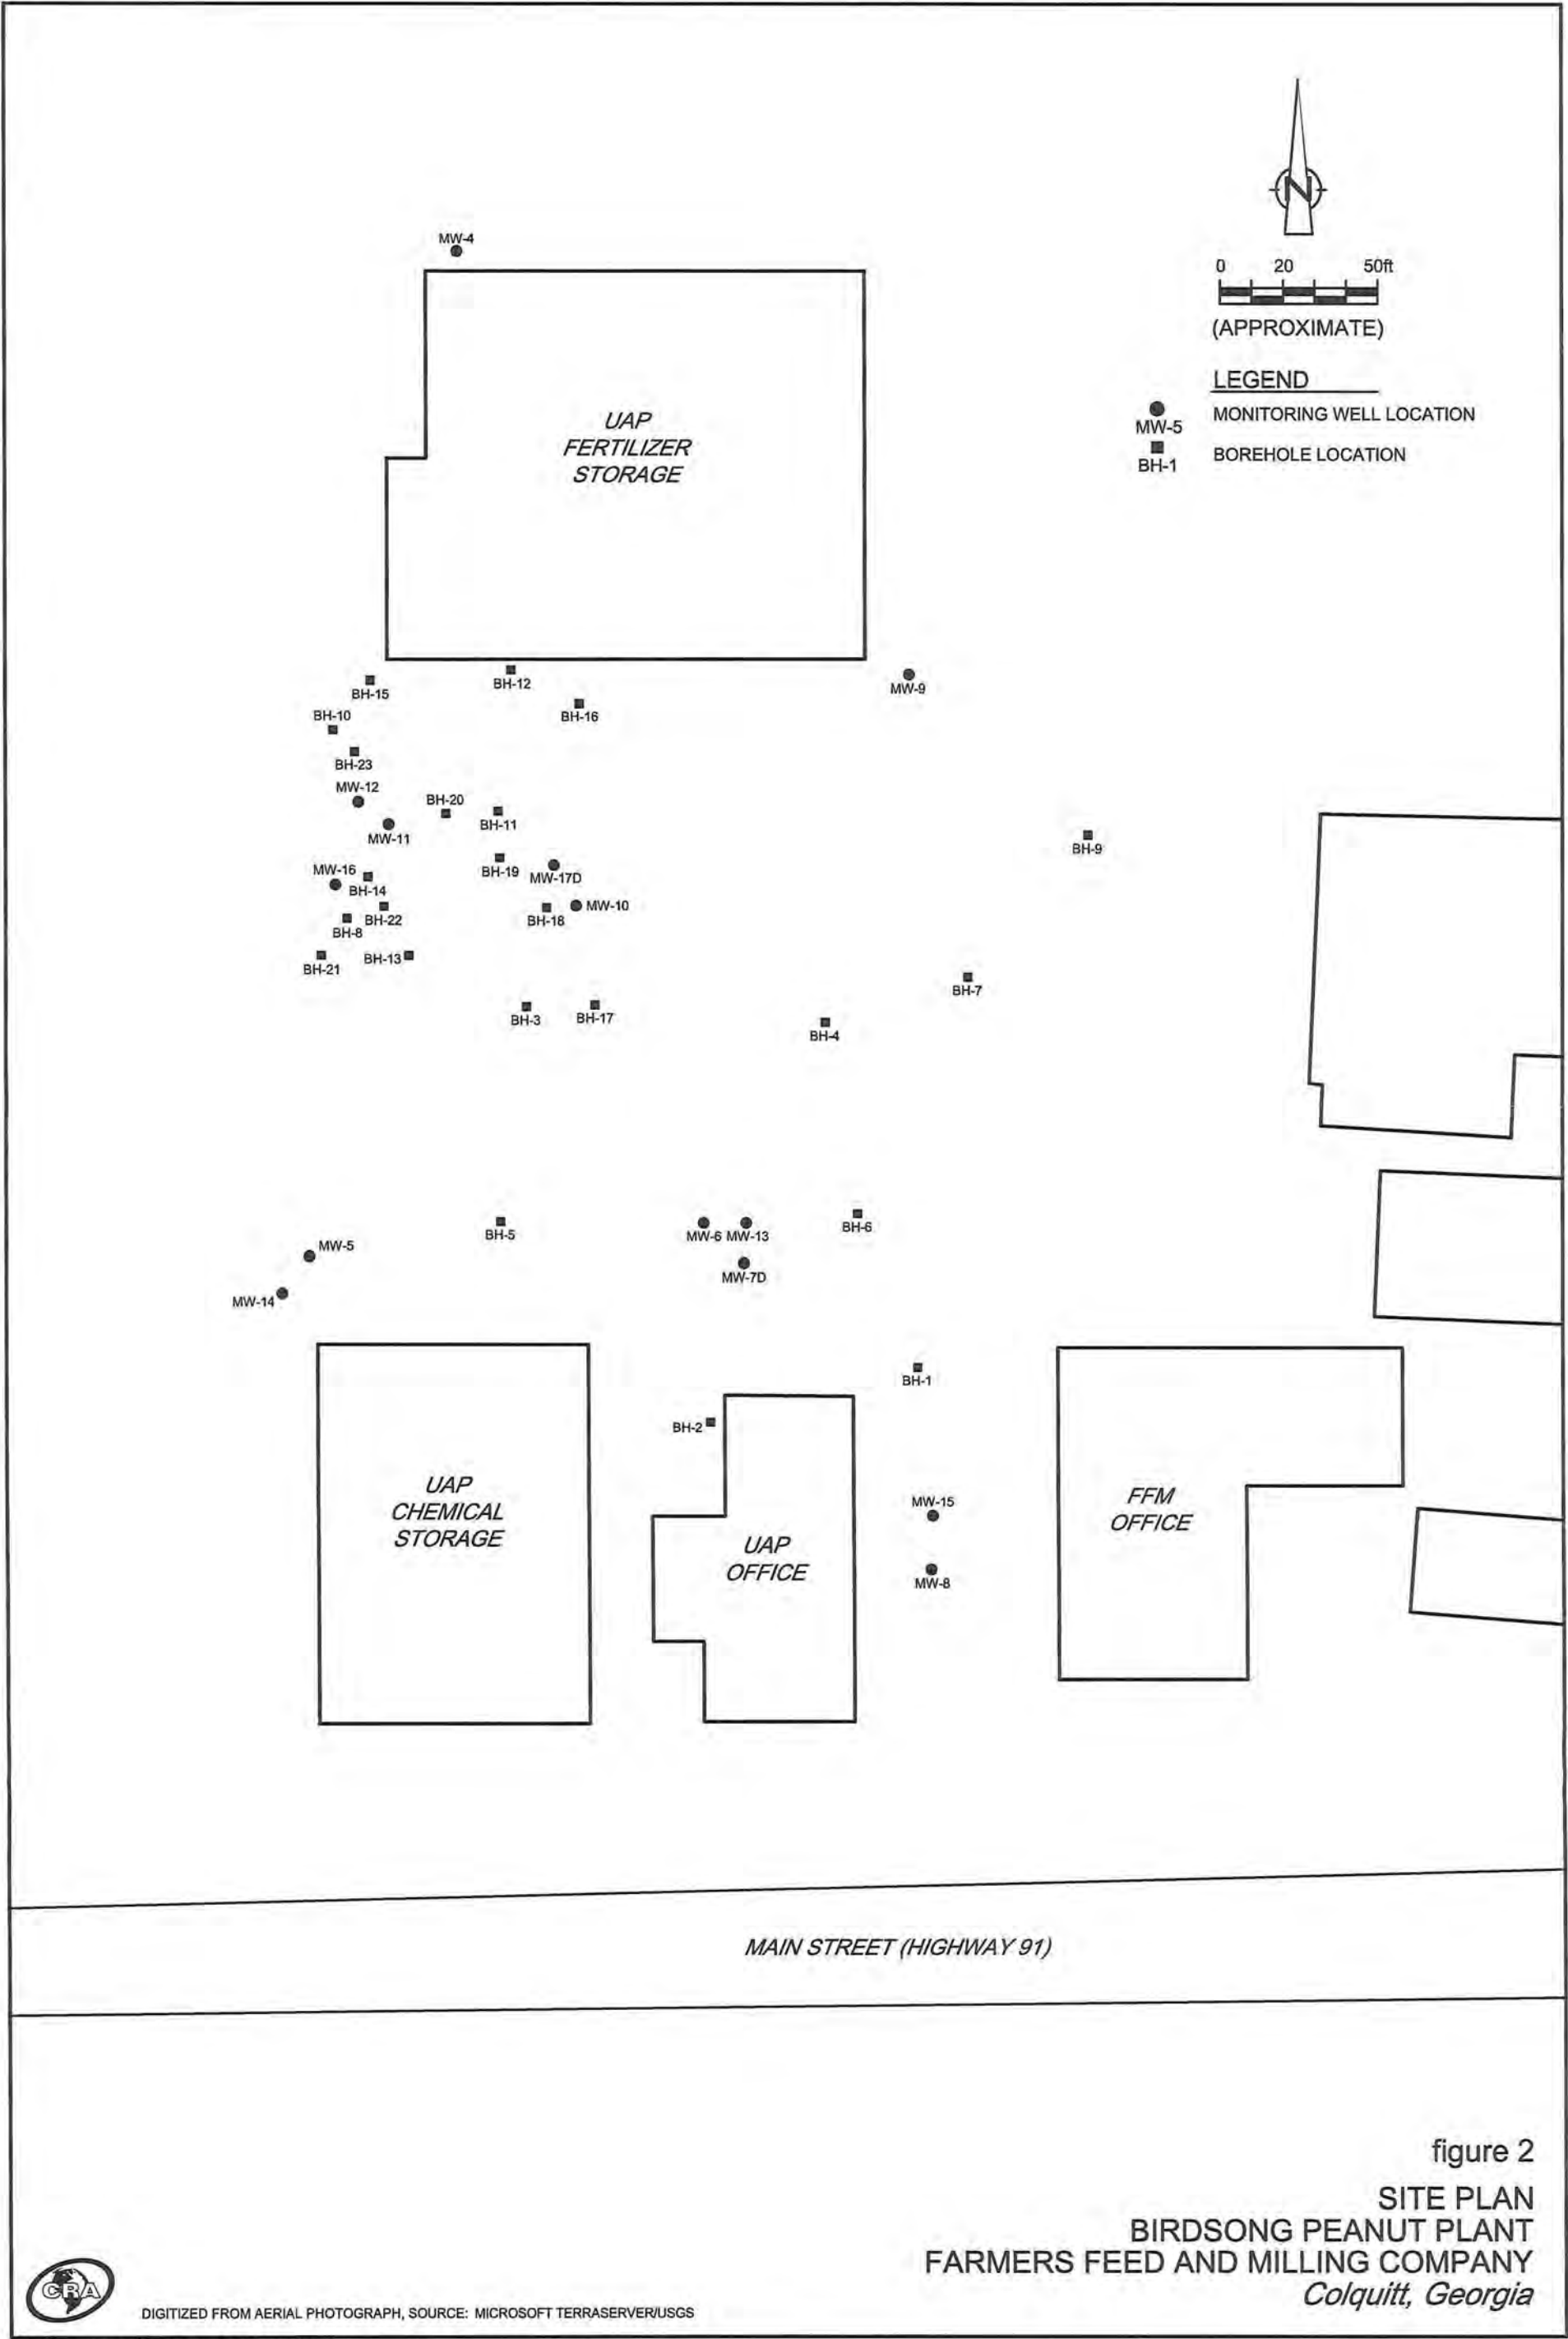 N
0 20 50ft
(APPROXIMATE)
LEGEND
MW-5 MONITORING WELL LOCATION
BH-1 BOREHOLE LOCATION
MW-4
UAP
FERTILIZER
STORAGE
BH-15
BH-12
MW-9
BH-10
BH-16
BH-23
MW-12
BH-20
BH-11
MW-11
BH-9
MW-16
BH-14
BH-19
MW-17D
BH-22
BH-18
MW-10
BH-8
BH-21
BH-13
BH-7
BH-3
BH-17
BH-4
BH-5
MW-6 MW-13
BH-6
MW-5
MW-7D
MW-14
BH-1
BH-2
UAP
CHEMICAL
STORAGE
UAP
OFFICE
MW-15
MW-8
FFM
OFFICE
MAIN STREET (HIGHWAY 91)
figure 2
SITE PLAN
BIRDSONG PEANUT PLANT
FARMERS FEED AND MILLING COMPANY
Colquitt, Georgia
CRA
DIGITIZED FROM AERIAL PHOTOGRAPH, SOURCE: MICROSOFT TERRASERVER/USGS